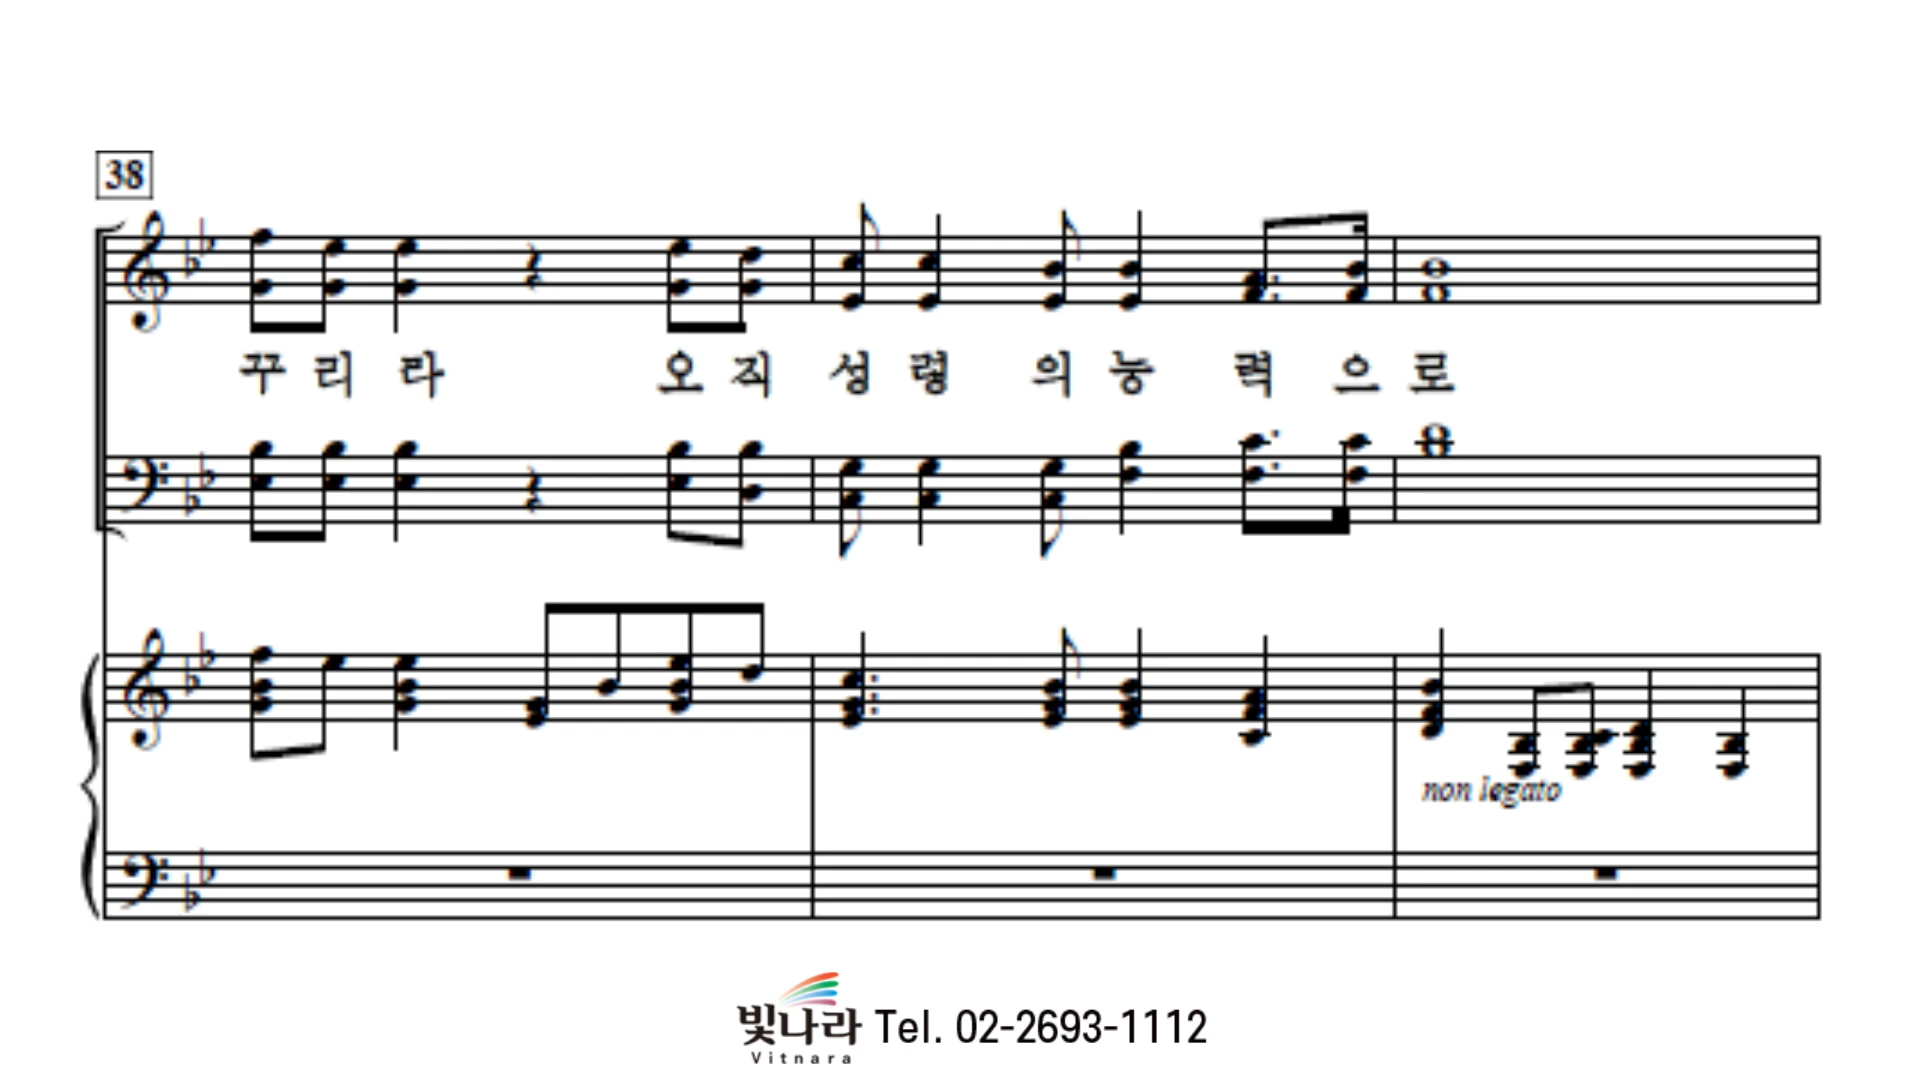 38
꾸 리 라 오 직 성 령 의 능 력 으 로
non legato
빛나라 Tel. 02-2693-1112
Vitnara